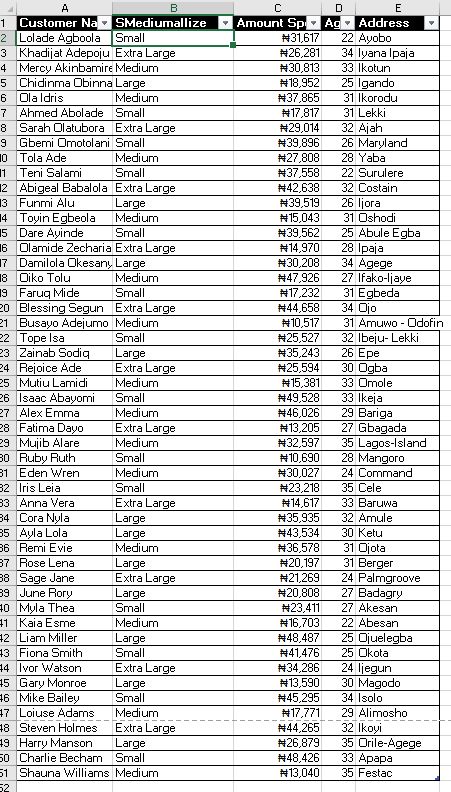 A B C D E
1 Customer Na SMediumallize Amount Spe Ag Address
2 Lolade Agboola Small ₦31,617 22 Ayobo
3 Khadijat Adepoju Extra Large ₦26,281 34 Iyana Ipaja
4 Mercy Akinbamire Medium ₦30,813 33 Ikotun
5 Chidinma Obinna Large ₦18,952 25 Igando
6 Ola Idris Medium ₦37,865 31 Ikorodu
7 Ahmed Abolade Small ₦17,817 31 Lekki
8 Sarah Olatubora Extra Large ₦29,014 32 Ajah
9 Gbemi Omotolani Small ₦39,896 26 Maryland
10 Tola Ade Medium ₦27,808 28 Yaba
11 Teni Salami Small ₦37,558 22 Surulere
12 Abigeal Babalola Extra Large ₦42,638 32 Costain
13 Funmi Alu Large ₦39,519 26 Ijora
14 Toyin Egbeola Medium ₦15,043 31 Oshodi
15 Dare Ayinde Small ₦39,562 25 Abule Egba
16 Olamide Zecharia Extra Large ₦14,970 28 Ipaja
17 Damilola Okesany Large ₦30,208 34 Agege
18 Oiko Tolu Medium ₦47,926 27 Ifako-Ijaye
19 Faruq Mide Small ₦17,232 31 Egbeda
20 Blessing Segun Extra Large ₦44,658 34 Ojo
21 Busayo Adejumo Medium ₦10,517 31 Amuwo - Odofin
22 Tope Isa Small ₦25,527 32 Ibeju- Lekki
23 Zainab Sodiq Large ₦35,243 26 Epe
24 Rejoice Ade Extra Large ₦25,594 30 Ogba
25 Mutiu Lamidi Medium ₦15,381 33 Omole
26 Isaac Abayomi Small ₦49,528 33 Ikeja
27 Alex Emma Medium ₦46,026 29 Bariga
28 Fatima Dayo Extra Large ₦13,205 27 Gbagada
29 Mujib Alare Medium ₦32,597 35 Lagos-Island
30 Ruby Ruth Small ₦10,690 28 Mangoro
31 Eden Wren Medium ₦30,027 24 Command
32 Iris Leia Small ₦23,218 35 Cele
33 Anna Vera Extra Large ₦14,617 33 Baruwa
34 Cora Nyla Large ₦35,935 32 Amule
35 Ayla Lola Large ₦43,534 30 Ketu
36 Remi Evie Medium ₦36,578 31 Ojota
37 Rose Lena Large ₦20,197 31 Berger
38 Sage Jane Extra Large ₦21,269 24 Palmgroove
39 June Rory Large ₦20,808 27 Badagry
40 Myla Thea Small ₦23,411 27 Akesan
41 Kaia Esme Medium ₦16,703 22 Abesan
42 Liam Miller Large ₦48,487 25 Ojuelegba
43 Fiona Smith Small ₦41,476 25 Okota
44 Ivor Watson Extra Large ₦34,286 24 Ijegun
45 Gary Monroe Large ₦13,590 30 Magodo
46 Mike Bailey Small ₦45,295 34 Isolo
47 Loiuse Adams Medium ₦17,771 29 Alimosho
48 Steven Holmes Extra Large ₦44,265 32 Ikoyi
49 Harry Manson Large ₦26,879 35 Orile-Agege
50 Charlie Becham Small ₦48,426 33 Apapa
51 Shauna Williams Medium ₦13,040 35 Festac
52